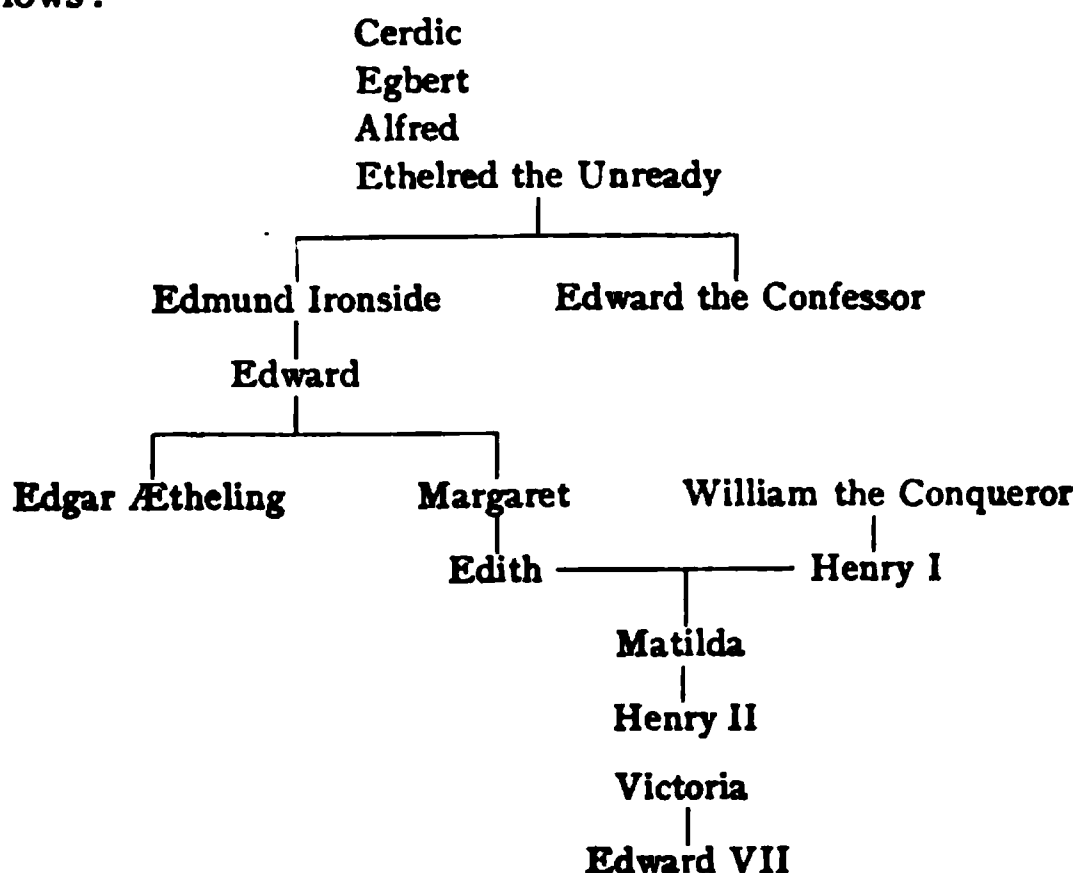 Cerdic
Egbert
Alfred
Ethelred the Unready
Edmund Ironside Edward the Confessor
Edward
Edgar Ætheling Margaret William the Conqueror
Edith Henry I
Matilda
Henry II
Victoria
Edward VII